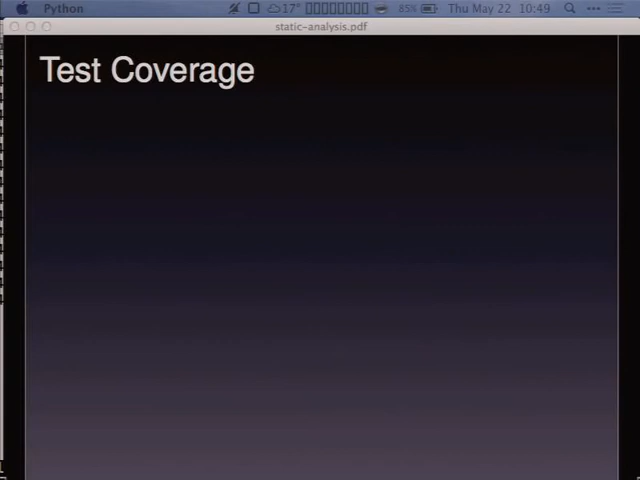 Python 17° 85% Thu May 22 10:49
static-analysis.pdf
Test Coverage